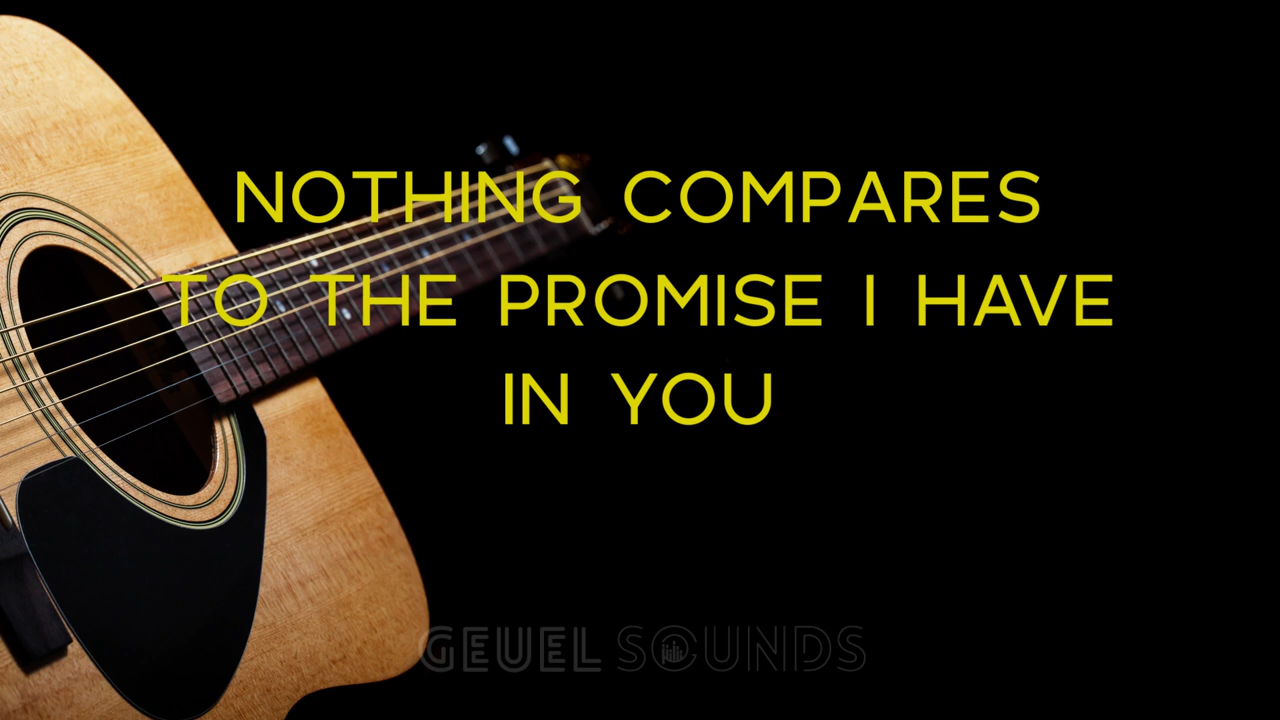 NOTHING COMPARES
TO THE PROMISE I HAVE
IN YOU
GEUEL SOUNDS